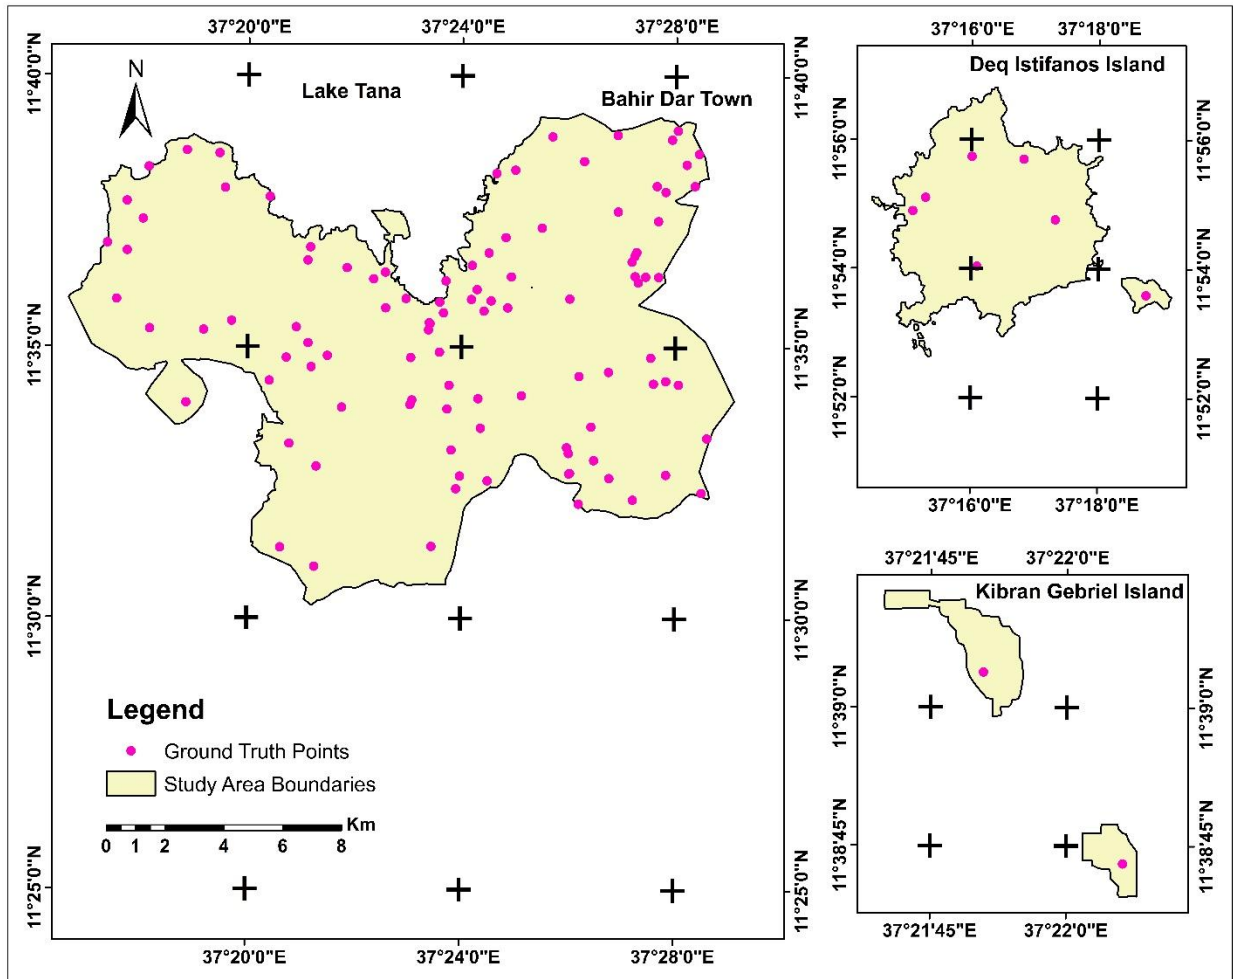 37°20'0"E 37°24'0"E 37°28'0"E
11°40'0"N 11°40'0"N
N
Lake Tana
Bahir Dar Town
11°35'0"N 11°35'0"N
11°30'0"N 11°30'0"N
Legend
Ground Truth Points
Study Area Boundaries
Km
0 1 2 4 6 8
11°25'0"N 11°25'0"N
37°20'0"E 37°24'0"E 37°28'0"E
37°16'0"E 37°18'0"E
Deq Istifanos Island
11°56'0"N 11°56'0"N
11°54'0"N 11°54'0"N
11°52'0"N 11°52'0"N
37°16'0"E 37°18'0"E
37°21'45"E 37°22'0"E
Kibran Gebriel Island
11°39'0"N 11°39'0"N
11°38'45"N 11°38'45"N
37°21'45"E 37°22'0"E